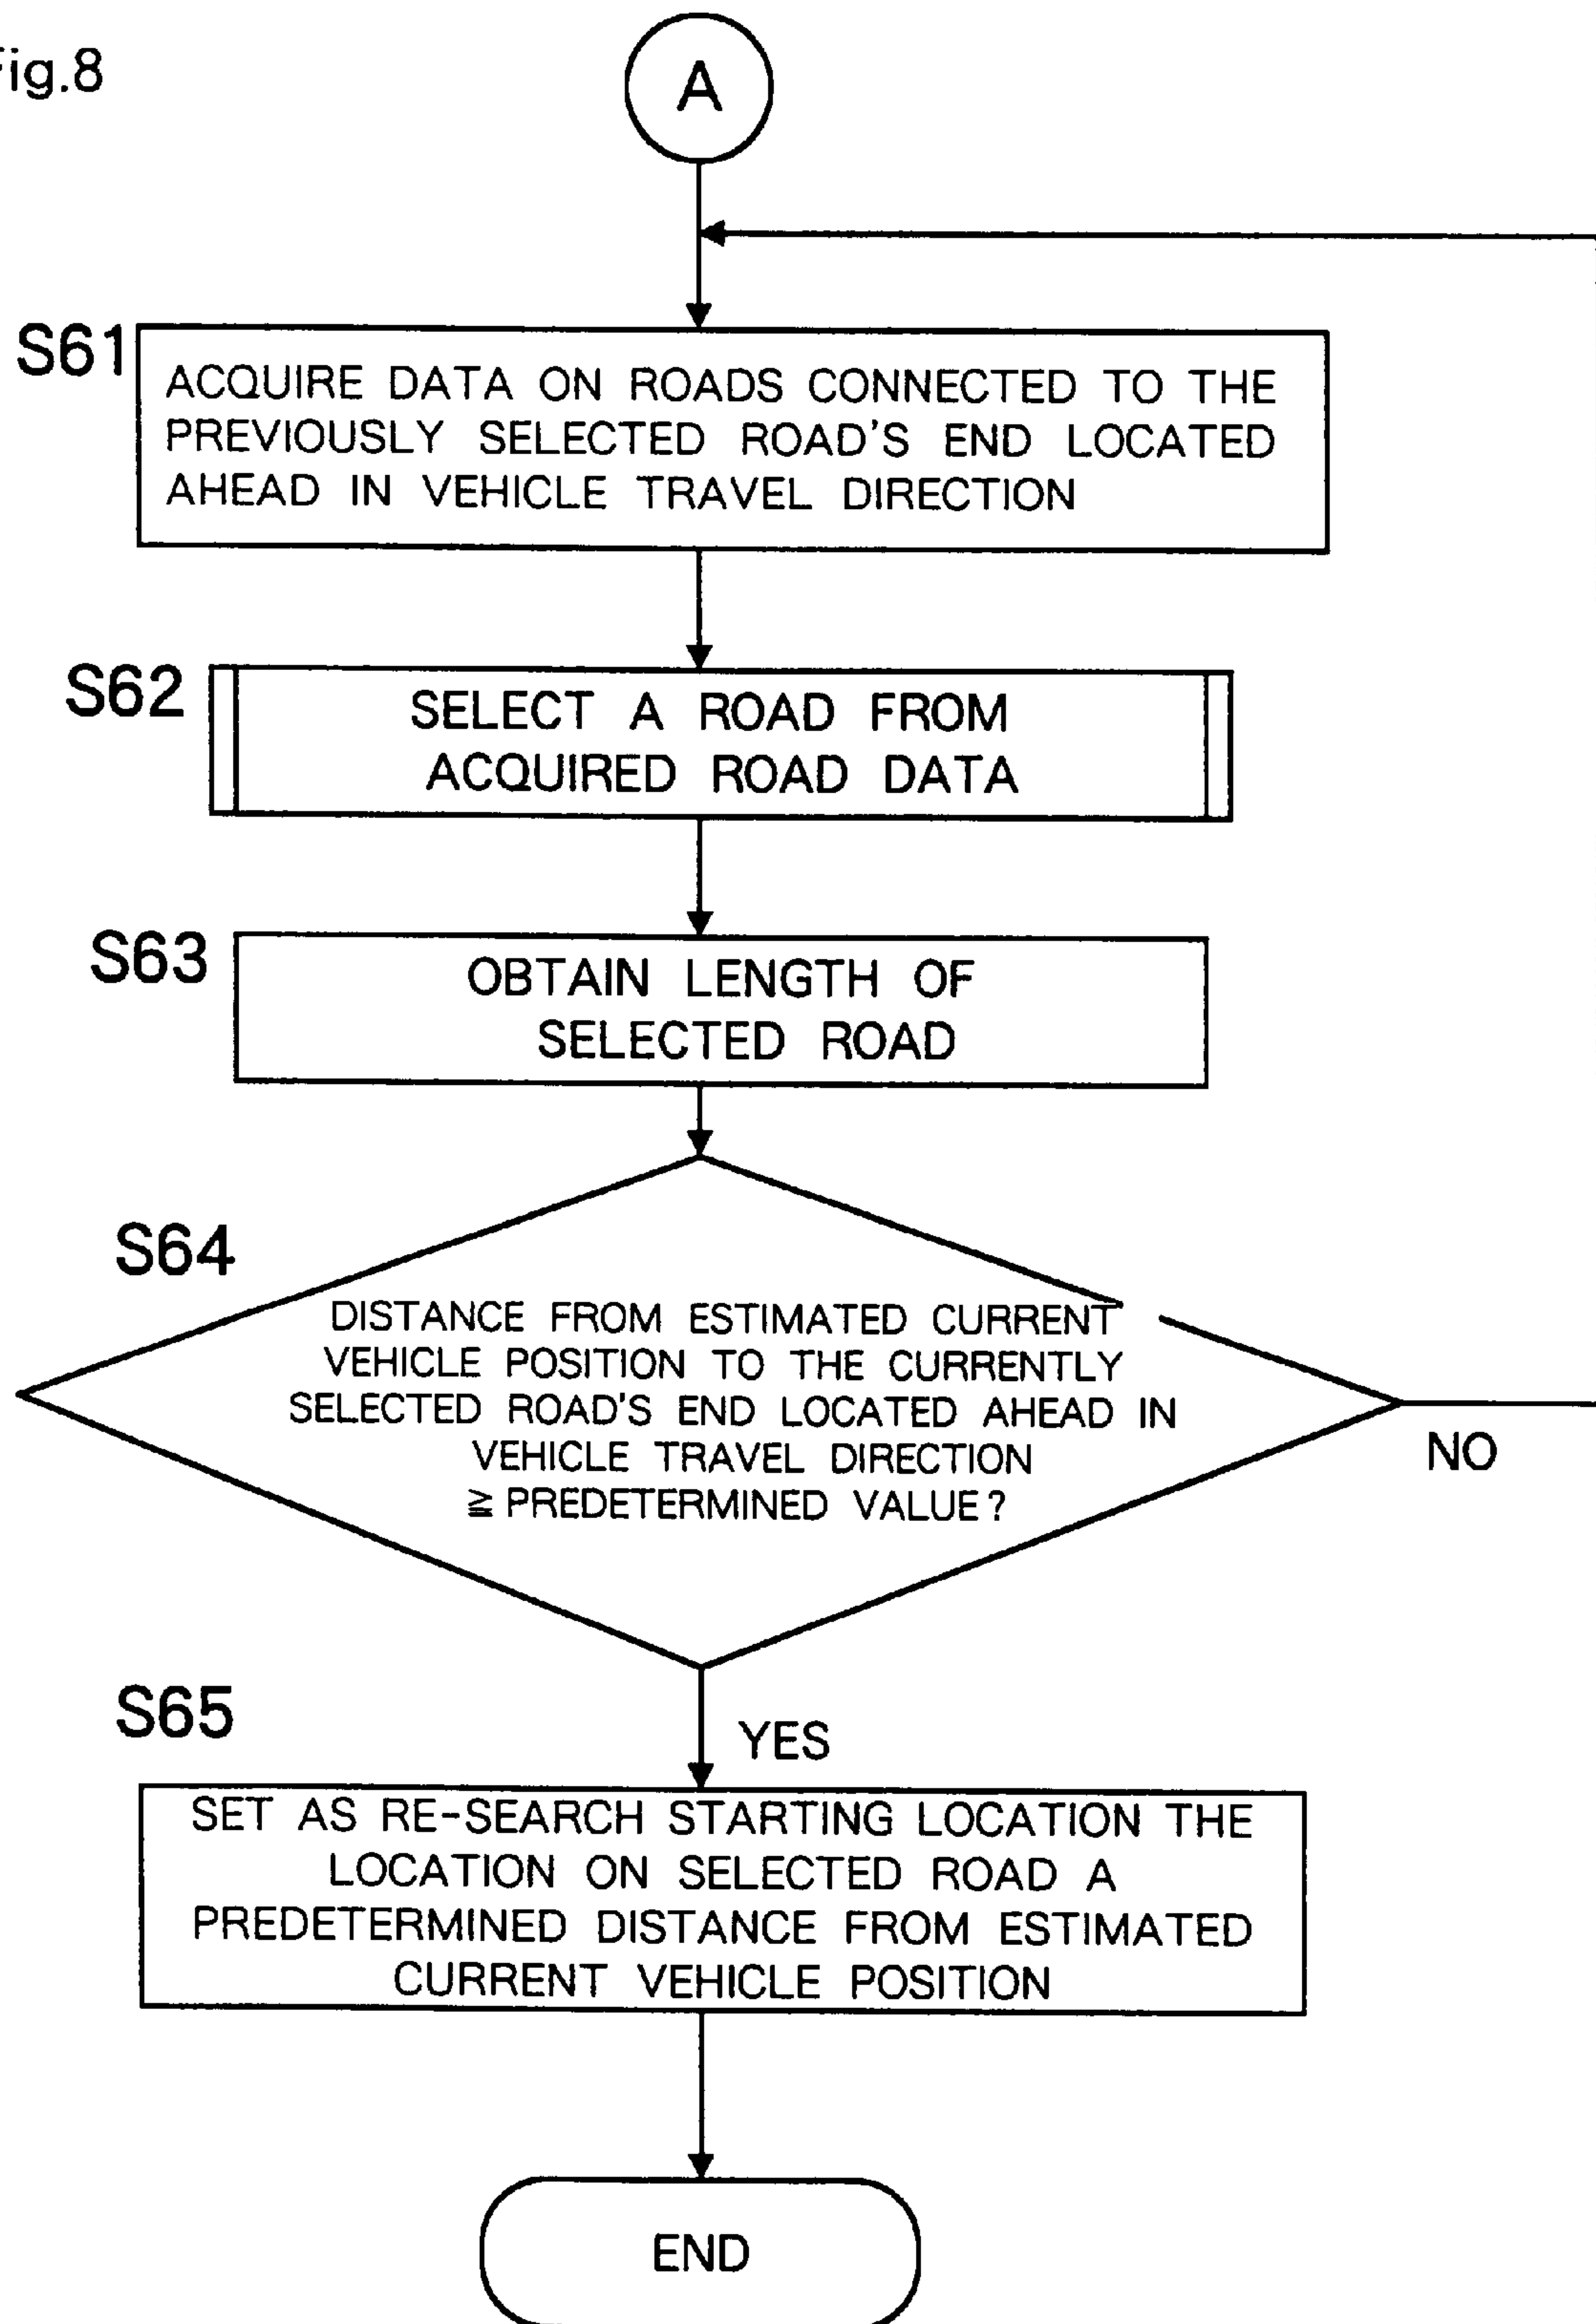 Fig.8
A
S61
ACQUIRE DATA ON ROADS CONNECTED TO THE
PREVIOUSLY SELECTED ROAD'S END LOCATED
AHEAD IN VEHICLE TRAVEL DIRECTION
S62
SELECT A ROAD FROM
ACQUIRED ROAD DATA
S63
OBTAIN LENGTH OF
SELECTED ROAD
S64
DISTANCE FROM ESTIMATED CURRENT
VEHICLE POSITION TO THE CURRENTLY
SELECTED ROAD'S END LOCATED AHEAD IN
VEHICLE TRAVEL DIRECTION
≧ PREDETERMINED VALUE?
NO
S65
YES
SET AS RE-SEARCH STARTING LOCATION THE
LOCATION ON SELECTED ROAD A
PREDETERMINED DISTANCE FROM ESTIMATED
CURRENT VEHICLE POSITION
END